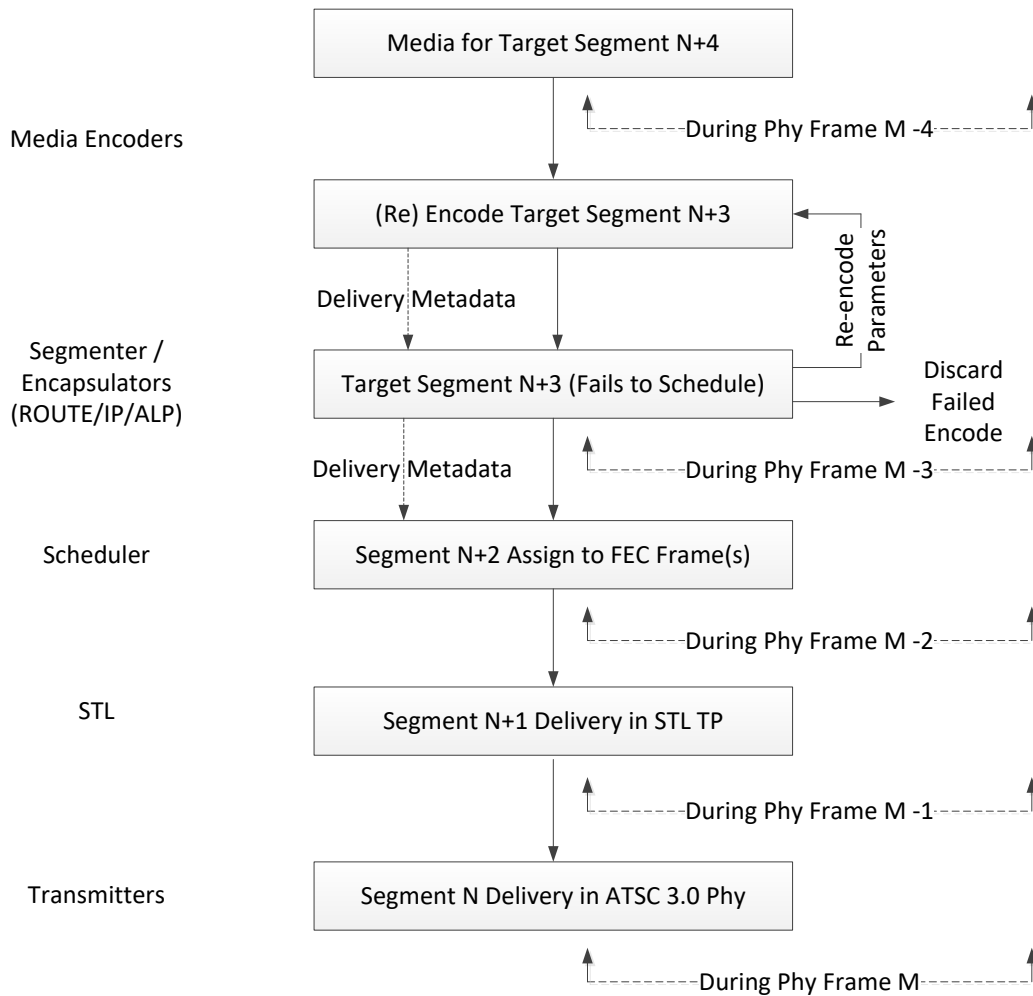 Media for Target Segment N+4
During Phy Frame M -4
Media Encoders
(Re) Encode Target Segment N+3
Re-encode
Parameters
Delivery Metadata
Segmenter /
Encapsulators
(ROUTE/IP/ALP)
Target Segment N+3 (Fails to Schedule)
Discard
Failed
Encode
Delivery Metadata
During Phy Frame M -3
Scheduler
Segment N+2 Assign to FEC Frame(s)
During Phy Frame M -2
STL
Segment N+1 Delivery in STL TP
During Phy Frame M -1
Transmitters
Segment N Delivery in ATSC 3.0 Phy
During Phy Frame M